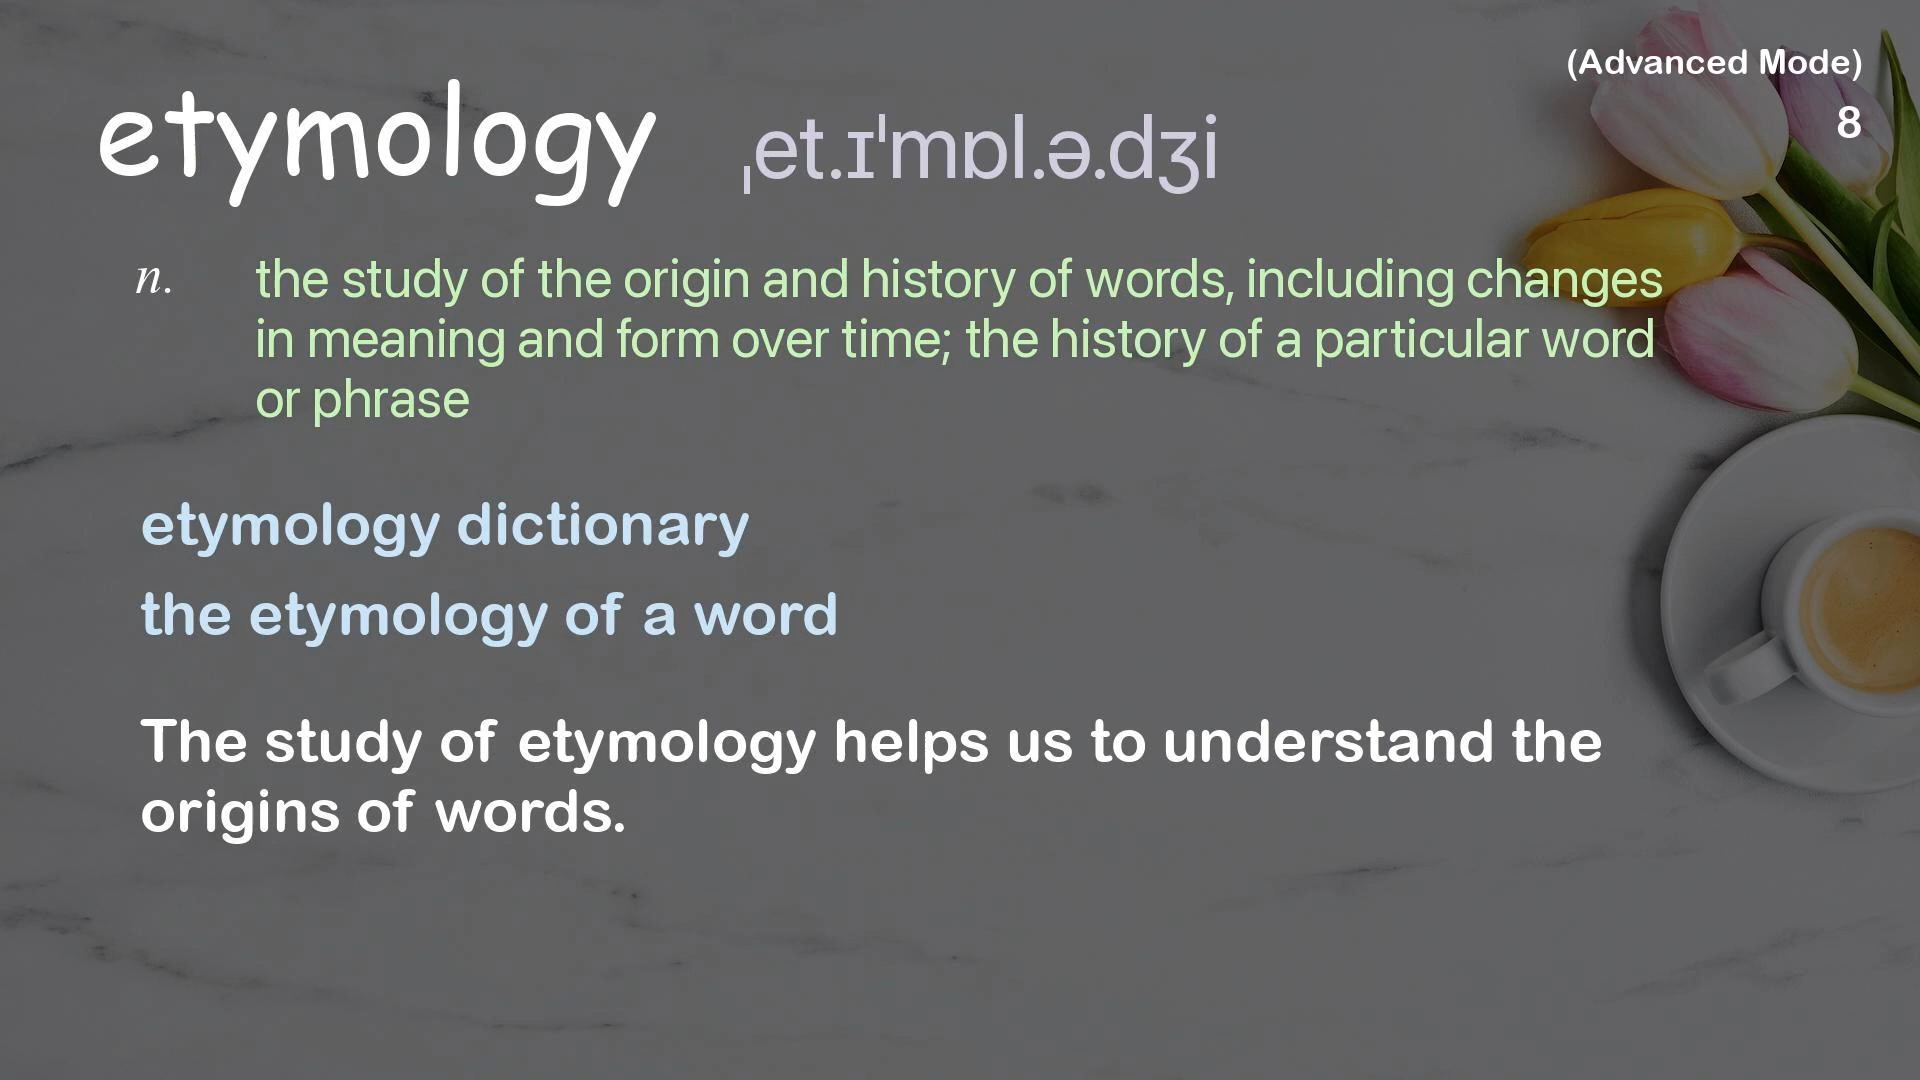 (Advanced Mode)
8
etymology ˌet.ɪˈmɒl.ə.dʒi
n. the study of the origin and history of words, including changes
in meaning and form over time; the history of a particular word
or phrase
etymology dictionary
the etymology of a word
The study of etymology helps us to understand the
origins of words.